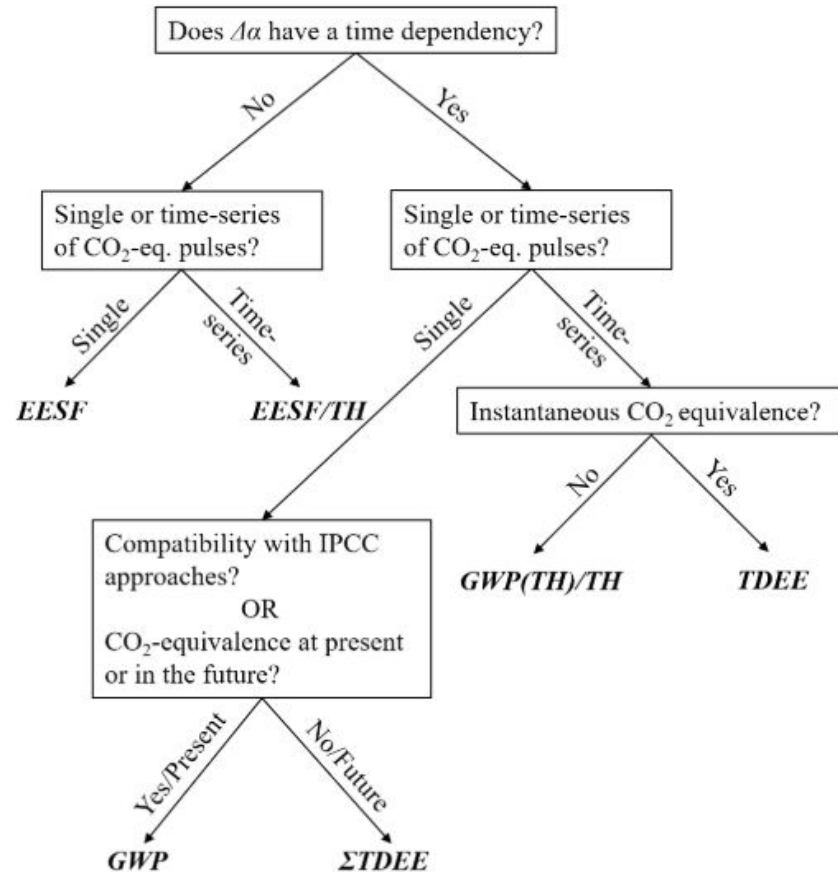 Does Δα have a time dependency?
No
Yes
Single or time-series
of CO₂-eq. pulses?
Single or time-series
of CO₂-eq. pulses?
Single
Time-
series
Single
Time-
series
EESF
EESF/TH
Instantaneous CO₂ equivalence?
No
Yes
Compatibility with IPCC
approaches?
OR
CO₂-equivalence at present
or in the future?
GWP(TH)/TH
TDEE
Yes/Present
No/Future
GWP
ΣTDEE